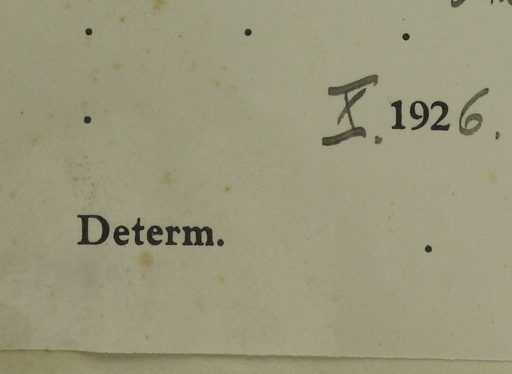 X. 1926.
Determ.